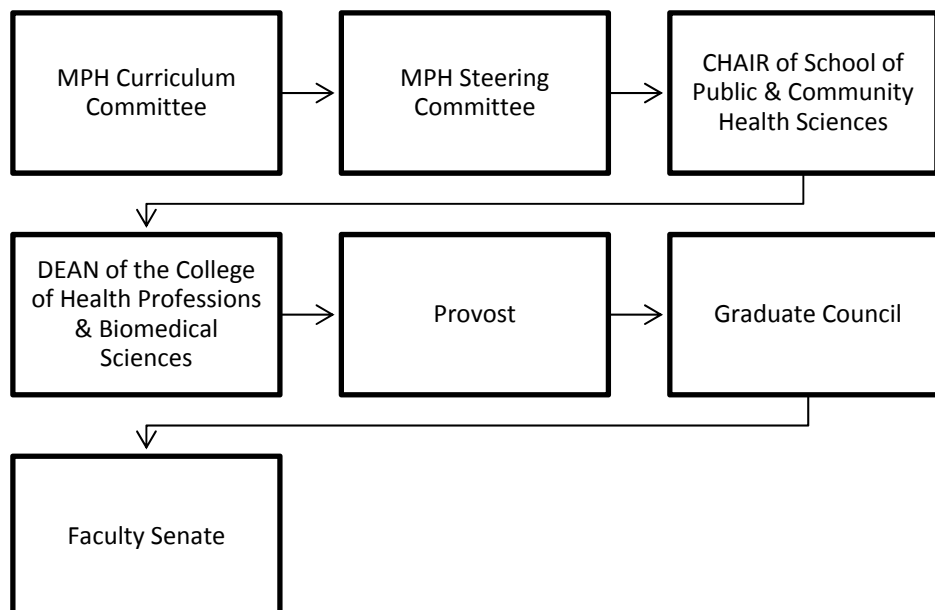 MPH Curriculum
Committee
MPH Steering
Committee
CHAIR of School of
Public & Community
Health Sciences
DEAN of the College
of Health Professions
& Biomedical
Sciences
Provost
Graduate Council
Faculty Senate